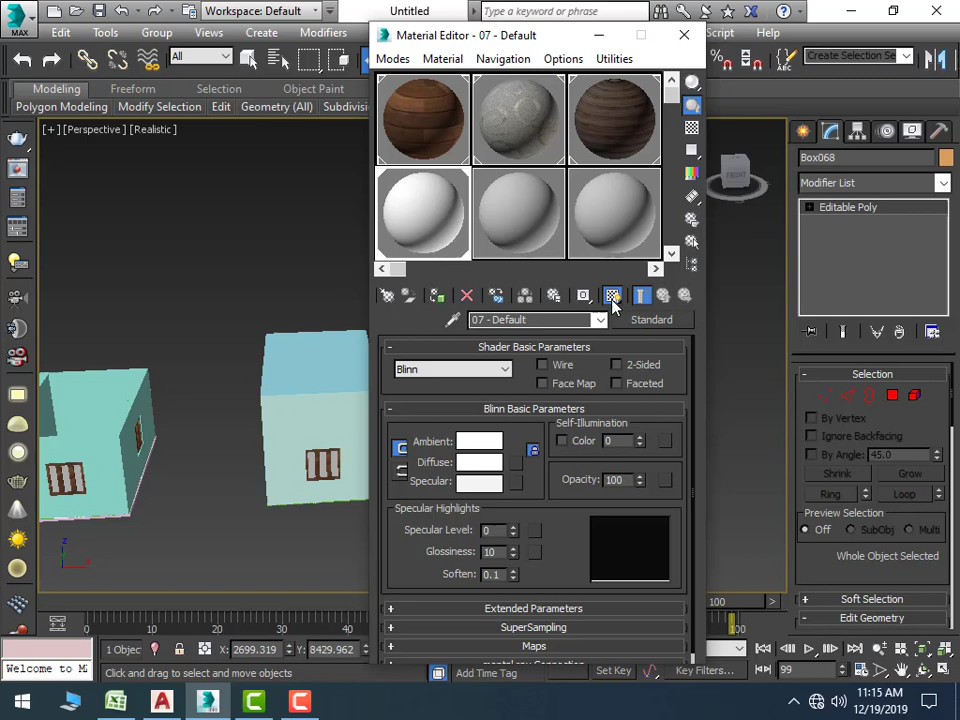 MAX
Workspace: Default
Untitled
Type a keyword or phrase
Edit
Tools
Group
Views
Create
Script
Help
Material Editor - 07 - Default
Modes
Material
Navigation
Options
Utilities
All
Create Selection Se
Modeling
Freeform
Selection
Object Paint
Polygon Modeling
Modify Selection
Edit
Geometry (All)
Subdivisi
[+] [Perspective] [Realistic]
FRONT
Box068
Modifier List
Editable Poly
07 - Default
Standard
Shader Basic Parameters
Blinn
Wire
2-Sided
Face Map
Faceted
Blinn Basic Parameters
Ambient:
Diffuse:
Specular:
Self-Illumination
Color
0
Opacity:
100
Specular Highlights
Specular Level:
0
Glossiness:
10
Soften:
0.1
Extended Parameters
SuperSampling
Maps
mental ray Connection
Selection
By Vertex
Ignore Backfacing
By Angle:
45.0
Shrink
Grow
Ring
Loop
Preview Selection
Off
SubObj
Multi
Whole Object Selected
Soft Selection
Edit Geometry
z
100
0
10
20
30
40
100
1 Objec
X:
2699.319
Y:
8429.962
Welcome to M
Click and drag to select and move objects
Add Time Tag
Set Key
Key Filters...
99
11:15 AM
12/19/2019